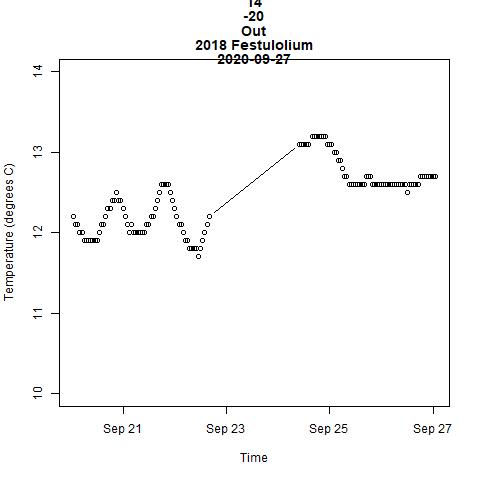 14
-20
Out
2018 Festulolium
2020-09-27
Temperature (degrees C)
14
13
12
11
10
Sep 21
Sep 23
Sep 25
Sep 27
Time